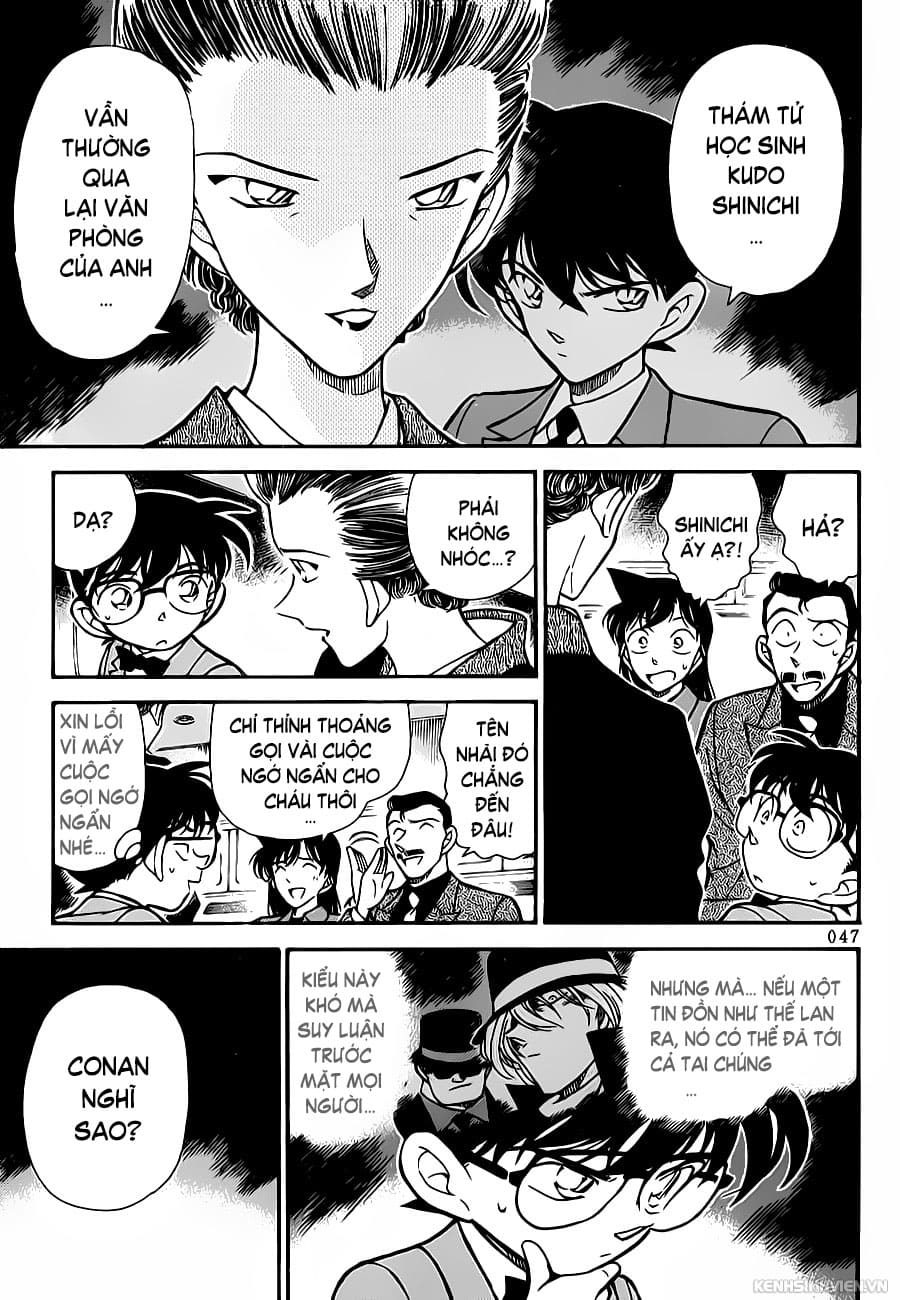 THÁM TỬ
HỌC SINH
KUDO
SHINICHI
...
VẪN
THƯỜNG
QUA
LẠI VĂN
PHÒNG
CỦA ANH
...
HẢ?
SHINICHI
ẤY Ạ?!
PHẢI
KHÔNG
NHÓC...?
DẠ?
TÊN
NHẢI ĐÓ
CHẲNG
ĐẾN
ĐÂU!
CHỈ THỈNH THOẢNG
GỌI VÀI CUỘC
NGỚ NGẨN CHO
CHÁU THÔI
...
XIN LỖI
VÌ MẤY
CUỘC
GỌI NGỚ
NGẨN
NHÉ...
047
NHƯNG MÀ... NẾU MỘT
TIN ĐỒN NHƯ THẾ LAN
RA, NÓ CÓ THỂ ĐÃ TỚI
CẢ TAI CHÚNG
...
KIỂU NÀY
KHÓ MÀ
SUY LUẬN
TRƯỚC
MẶT MỌI
NGƯỜI...
CONAN
NGHĨ
SAO?